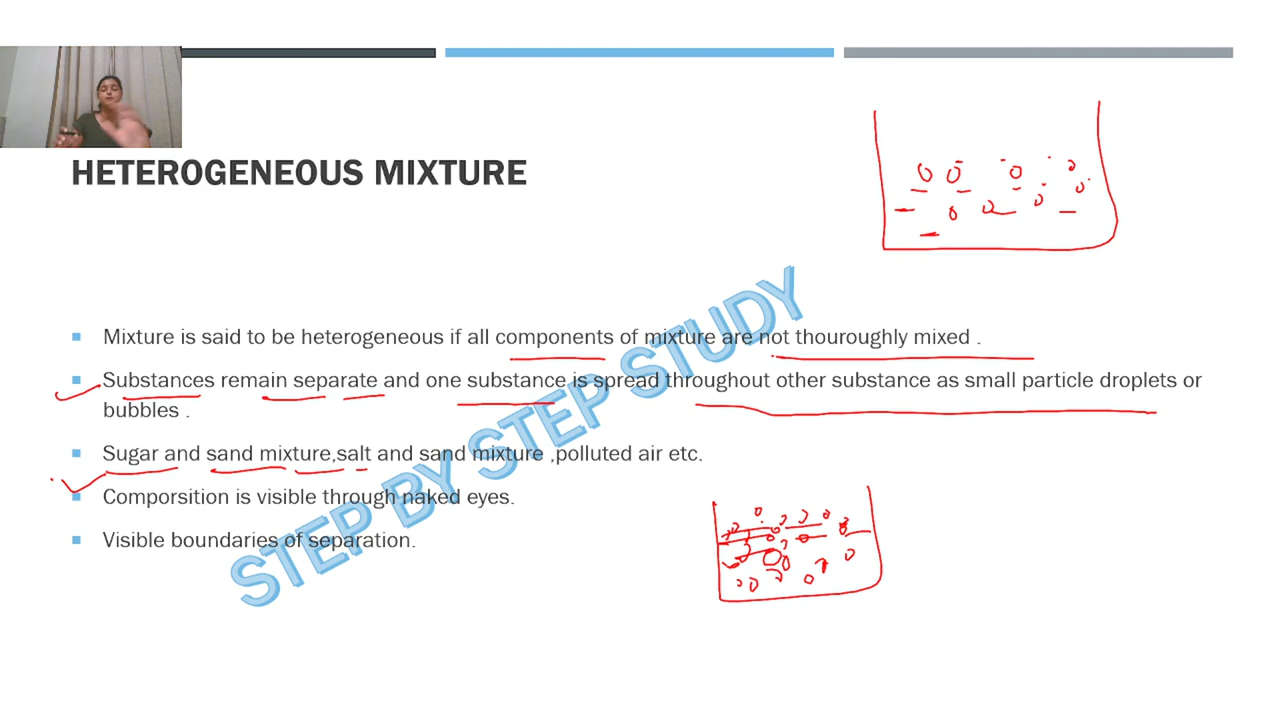 HETEROGENEOUS MIXTURE
Mixture is said to be heterogeneous if all components of mixture are not thouroughly mixed .
Substances remain separate and one substance is spread throughout other substance as small particle droplets or
bubbles .
Sugar and sand mixture,salt and sand mixture ,polluted air etc.
Comporsition is visible through naked eyes.
Visible boundaries of separation.
STEP BY STEP STUDY